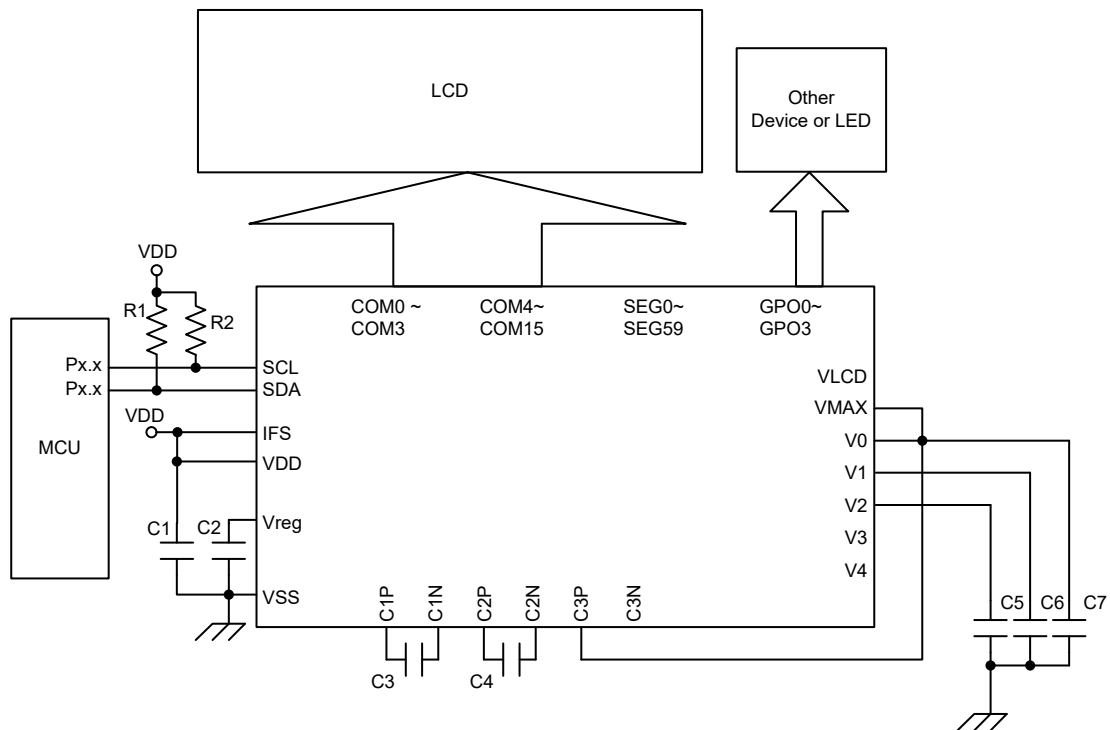 LCD
Other
Device or LED
VDD
R1
R2
COM0 ~
COM3
COM4~
COM15
SEG0~
SEG59
GPO0~
GPO3
Px.x
Px.x
MCU
SCL
SDA
VDD
IFS
VDD
C1
C2
Vreg
VSS
VLCD
VMAX
V0
V1
V2
V3
V4
C1P
C1N
C2P
C2N
C3P
C3N
C3
C4
C5
C6
C7